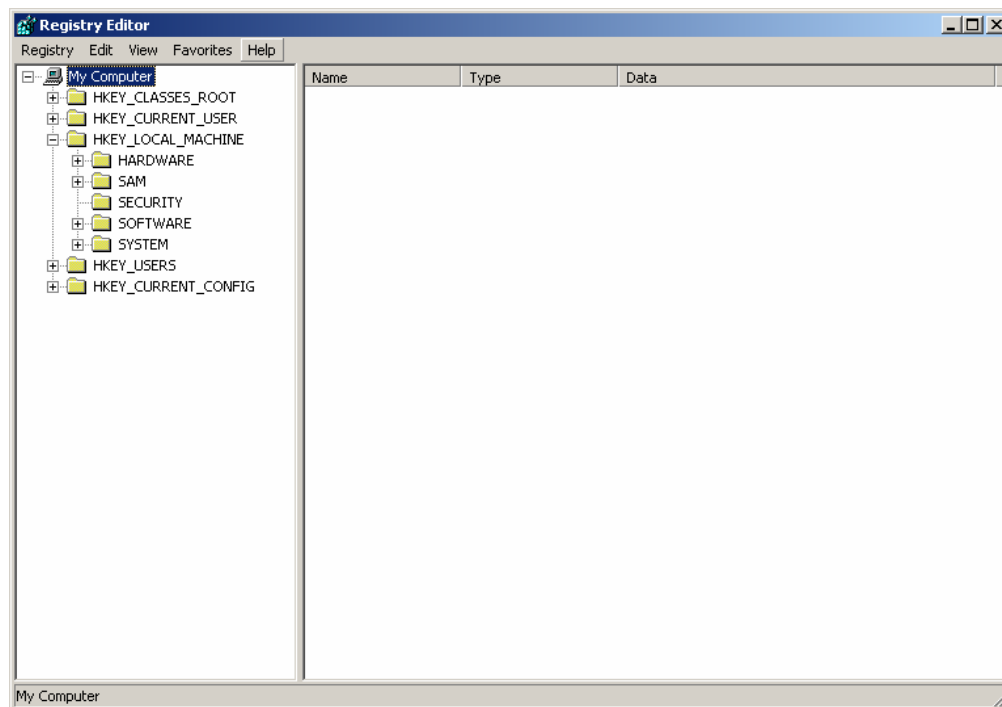 Registry Editor
Registry Edit View Favorites Help
My Computer
HKEY_CLASSES_ROOT
HKEY_CURRENT_USER
HKEY_LOCAL_MACHINE
HARDWARE
SAM
SECURITY
SOFTWARE
SYSTEM
HKEY_USERS
HKEY_CURRENT_CONFIG
Name Type Data
My Computer